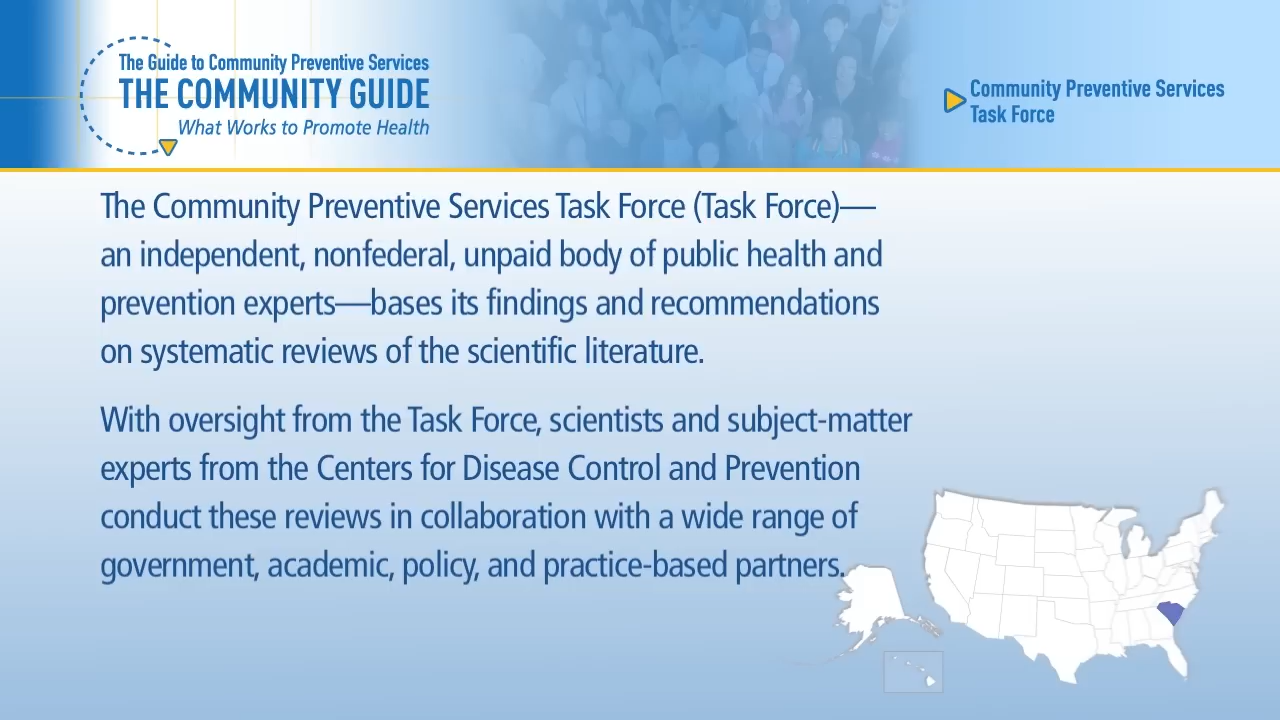 The Guide to Community Preventive Services
THE COMMUNITY GUIDE
What Works to Promote Health
Community Preventive Services
Task Force
The Community Preventive Services Task Force (Task Force)—
an independent, nonfederal, unpaid body of public health and
prevention experts—bases its findings and recommendations
on systematic reviews of the scientific literature.
With oversight from the Task Force, scientists and subject-matter
experts from the Centers for Disease Control and Prevention
conduct these reviews in collaboration with a wide range of
government, academic, policy, and practice-based partners.